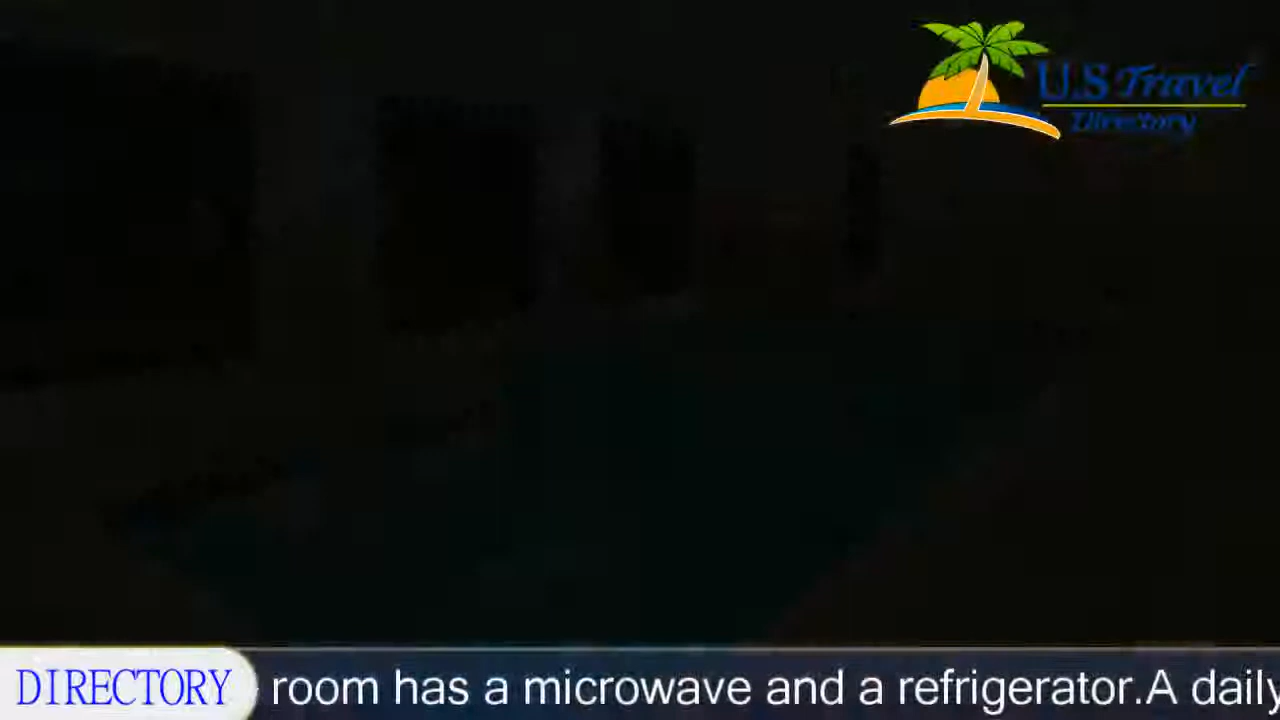 U.S Travel
Directory
DIRECTORY
room has a microwave and a refrigerator.A daily